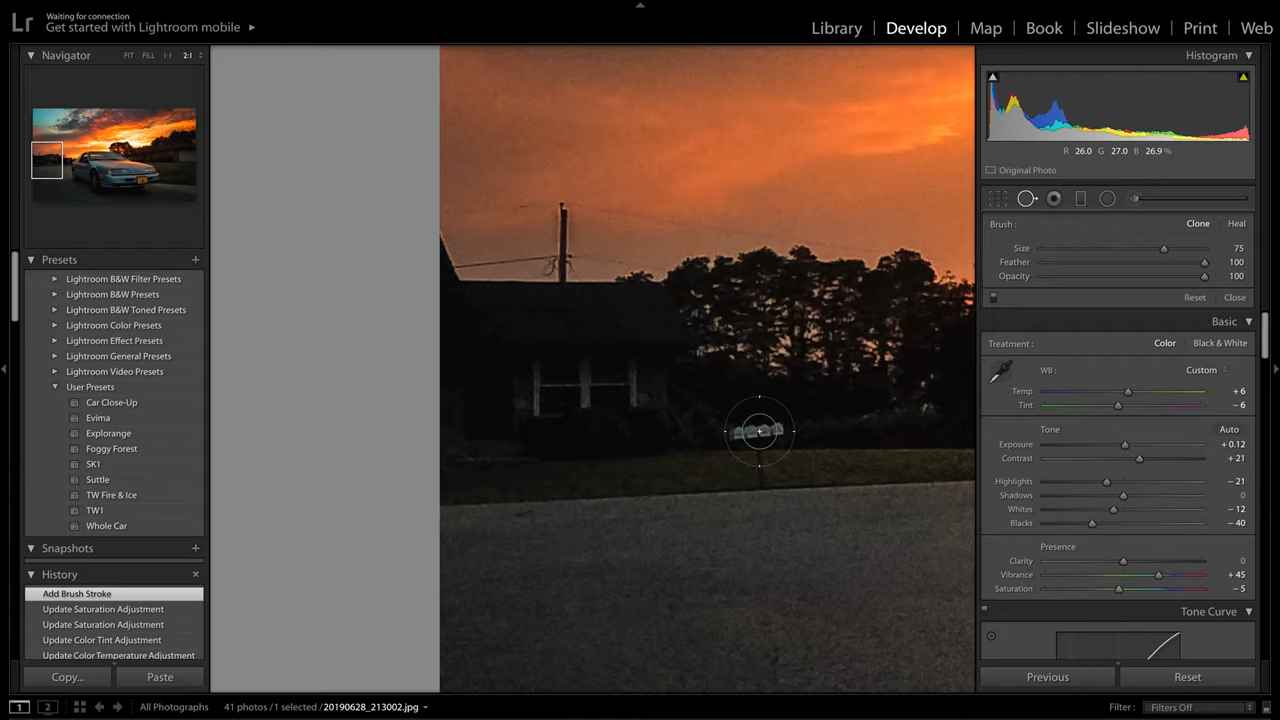 Lr
Waiting for connection
Get started with Lightroom mobile
Library | Develop | Map | Book | Slideshow | Print | Web
Navigator FIT FILL 1:1 2:1
Presets +
Lightroom B&W Filter Presets
Lightroom B&W Presets
Lightroom B&W Toned Presets
Lightroom Color Presets
Lightroom Effect Presets
Lightroom General Presets
Lightroom Video Presets
User Presets
Car Close-Up
Evima
Explorange
Foggy Forest
SK1
Suttle
TW Fire & Ice
TW1
Whole Car
Snapshots +
History ×
Add Brush Stroke
Update Saturation Adjustment
Update Saturation Adjustment
Update Color Tint Adjustment
Update Color Temperature Adjustment
Copy... Paste
Histogram
R 26.0 G 27.0 B 26.9 %
Original Photo
Brush : Clone Heal
Size 75
Feather 100
Opacity 100
Reset Close
Basic
Treatment : Color Black & White
WB : Custom
Temp + 6
Tint − 6
Tone Auto
Exposure + 0.12
Contrast + 21
Highlights − 21
Shadows 0
Whites − 12
Blacks − 40
Presence
Clarity 0
Vibrance + 45
Saturation − 5
Tone Curve
Previous Reset
1 2 All Photographs 41 photos / 1 selected / 20190628_213002.jpg Filter : Filters Off